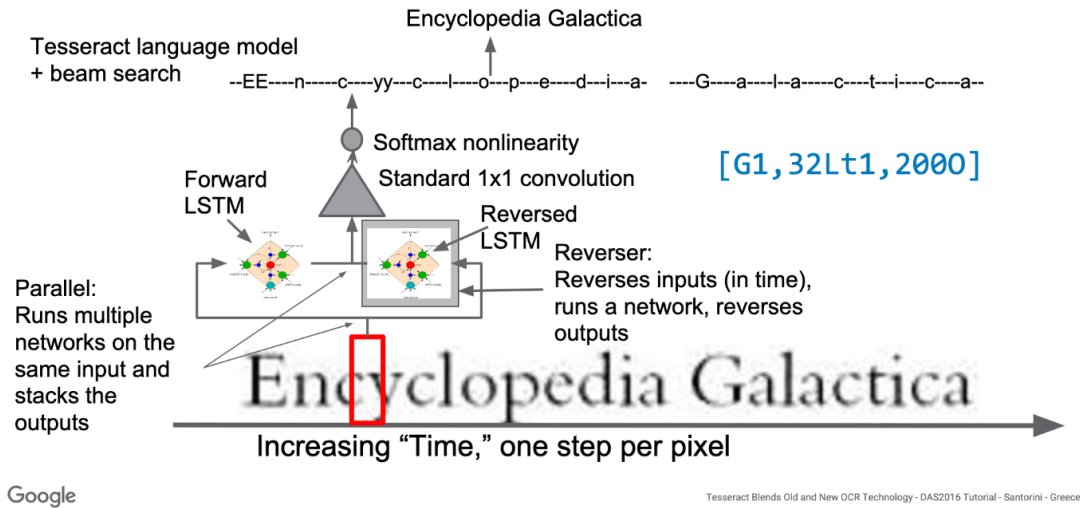 Encyclopedia Galactica
Tesseract language model
+ beam search
--EE----n-----c----yy---c---l----o---p---e----d---i---a- ----G---a---l---a----c----t---i---c----a--
Softmax nonlinearity
[G1,32Lt1,200O]
Standard 1x1 convolution
Forward
LSTM
Reversed
LSTM
Reverser:
Reverses inputs (in time),
runs a network, reverses
outputs
Parallel:
Runs multiple
networks on the
same input and
stacks the
outputs
Encyclopedia Galactica
Increasing “Time,” one step per pixel
Google
Tesseract Blends Old and New OCR Technology - DAS2016 Tutorial - Santorini - Greece